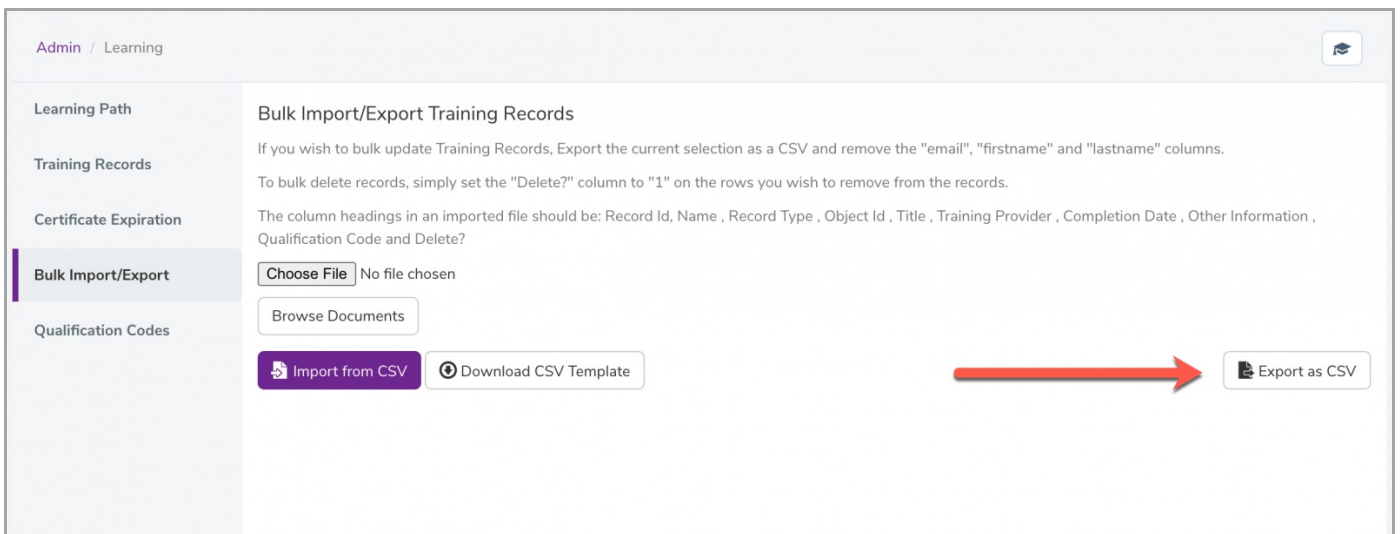 Admin / Learning
Learning Path
Training Records
Certificate Expiration
Bulk Import/Export
Qualification Codes
Bulk Import/Export Training Records
If you wish to bulk update Training Records, Export the current selection as a CSV and remove the "email", "firstname" and "lastname" columns.
To bulk delete records, simply set the "Delete?" column to "1" on the rows you wish to remove from the records.
The column headings in an imported file should be: Record Id, Name , Record Type , Object Id , Title , Training Provider , Completion Date , Other Information ,
Qualification Code and Delete?
Choose File No file chosen
Browse Documents
Import from CSV Download CSV Template Export as CSV